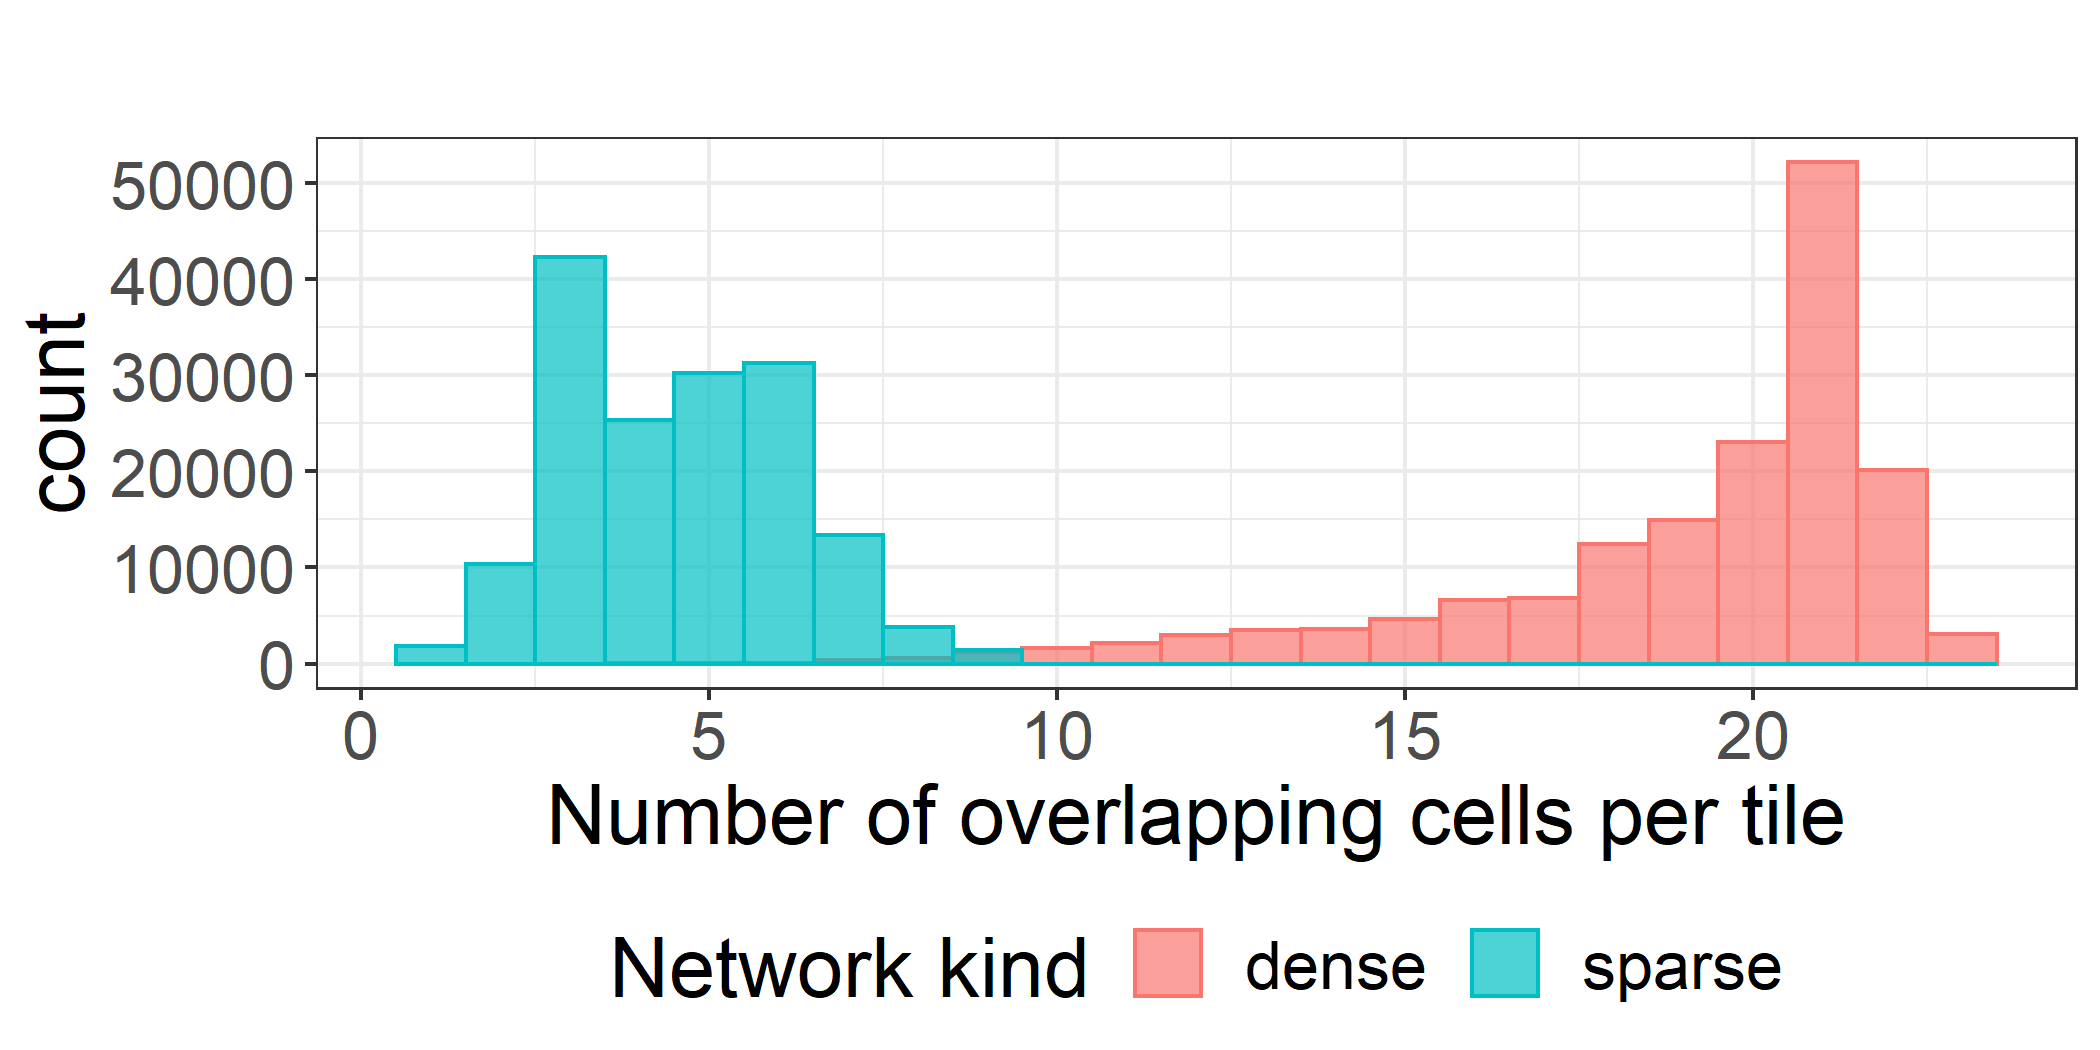 count
50000
40000
30000
20000
10000
0
0 5 10 15 20
Number of overlapping cells per tile
Network kind dense sparse